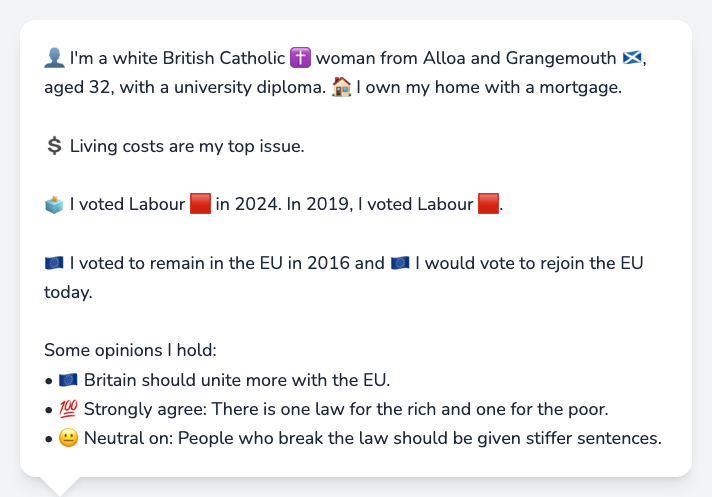 👤 I'm a white British Catholic ✝️ woman from Alloa and Grangemouth 🏴󠁧󠁢󠁳󠁣󠁴󠁿,
aged 32, with a university diploma. 🏠 I own my home with a mortgage.
💲 Living costs are my top issue.
🗳️ I voted Labour 🟥 in 2024. In 2019, I voted Labour 🟥.
🇪🇺 I voted to remain in the EU in 2016 and 🇪🇺 I would vote to rejoin the EU
today.
Some opinions I hold:
• 🇪🇺 Britain should unite more with the EU.
• 💯 Strongly agree: There is one law for the rich and one for the poor.
• 😐 Neutral on: People who break the law should be given stiffer sentences.